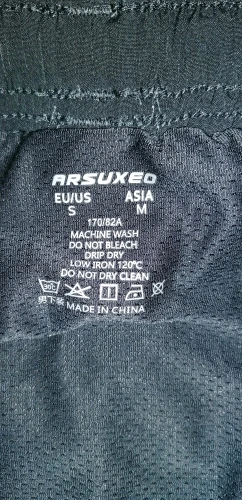 ARSUXEO
EU/US ASIA
S M
170/82A
MACHINE WASH
DO NOT BLEACH
DRIP DRY
LOW IRON 120℃
DO NOT DRY CLEAN
30℃
MADE IN CHINA